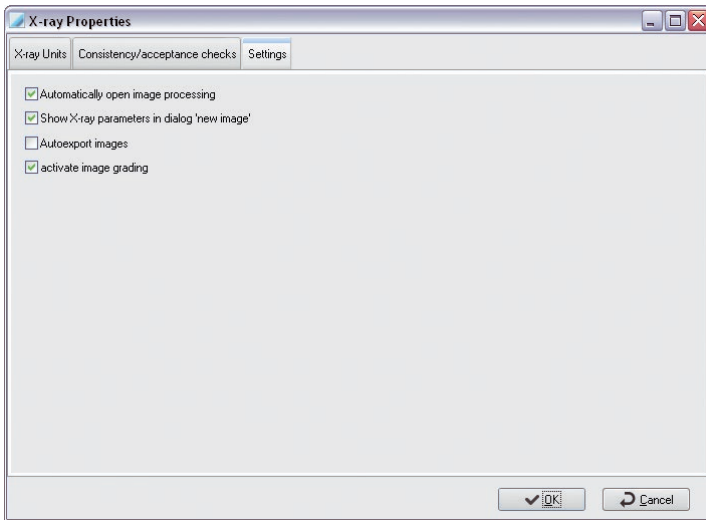 X-ray Properties
X-ray Units Consistency/acceptance checks Settings
Automatically open image processing
Show X-ray parameters in dialog 'new image'
Autoexport images
activate image grading
OK Cancel